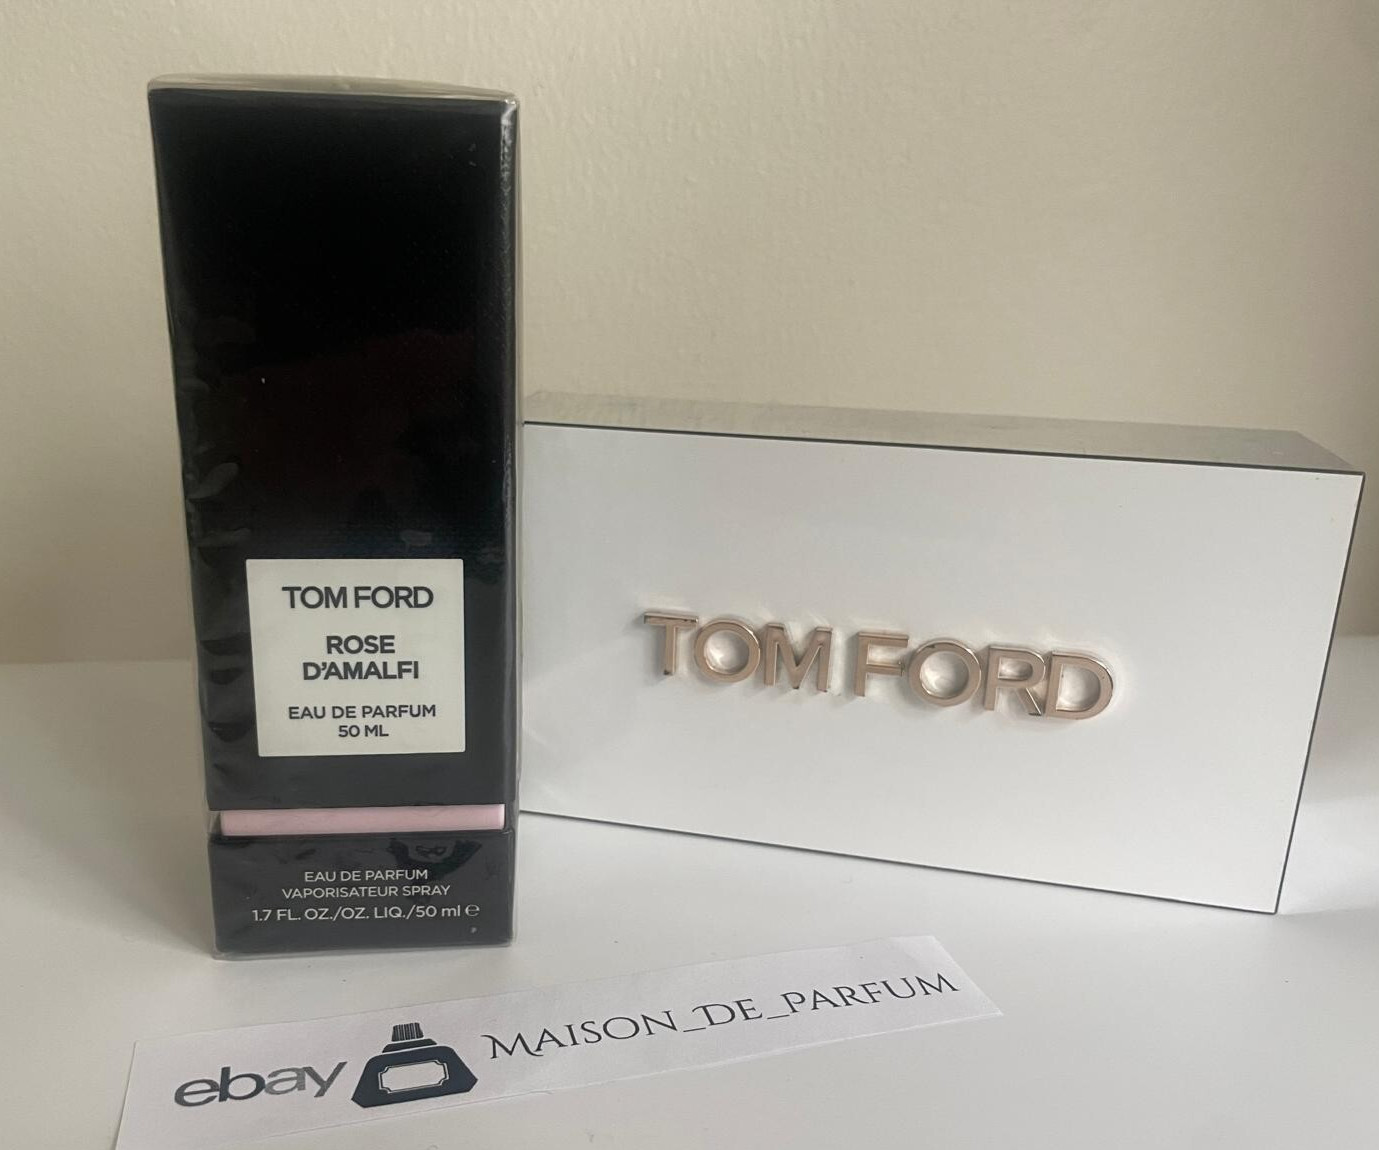 TOM FORD
ROSE
D'AMALFI
EAU DE PARFUM
50 ML
EAU DE PARFUM
VAPORISATEUR SPRAY
1.7 FL. OZ./OZ. LIQ./50 ml ℮
TOM FORD
ebay MAISON_DE_PARFUM